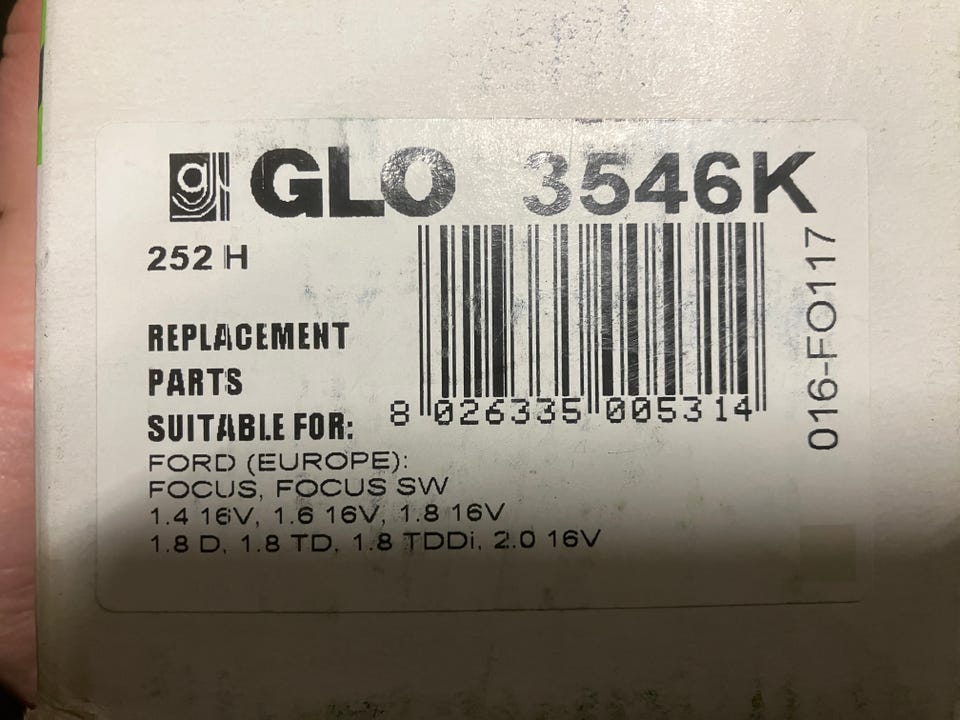 g GLO 3546K
252 H
REPLACEMENT
PARTS
SUITABLE FOR:
FORD (EUROPE):
FOCUS, FOCUS SW
1.4 16V, 1.6 16V, 1.8 16V
1.8 D, 1.8 TD, 1.8 TDDi, 2.0 16V
8 026335 005314
016-FO117